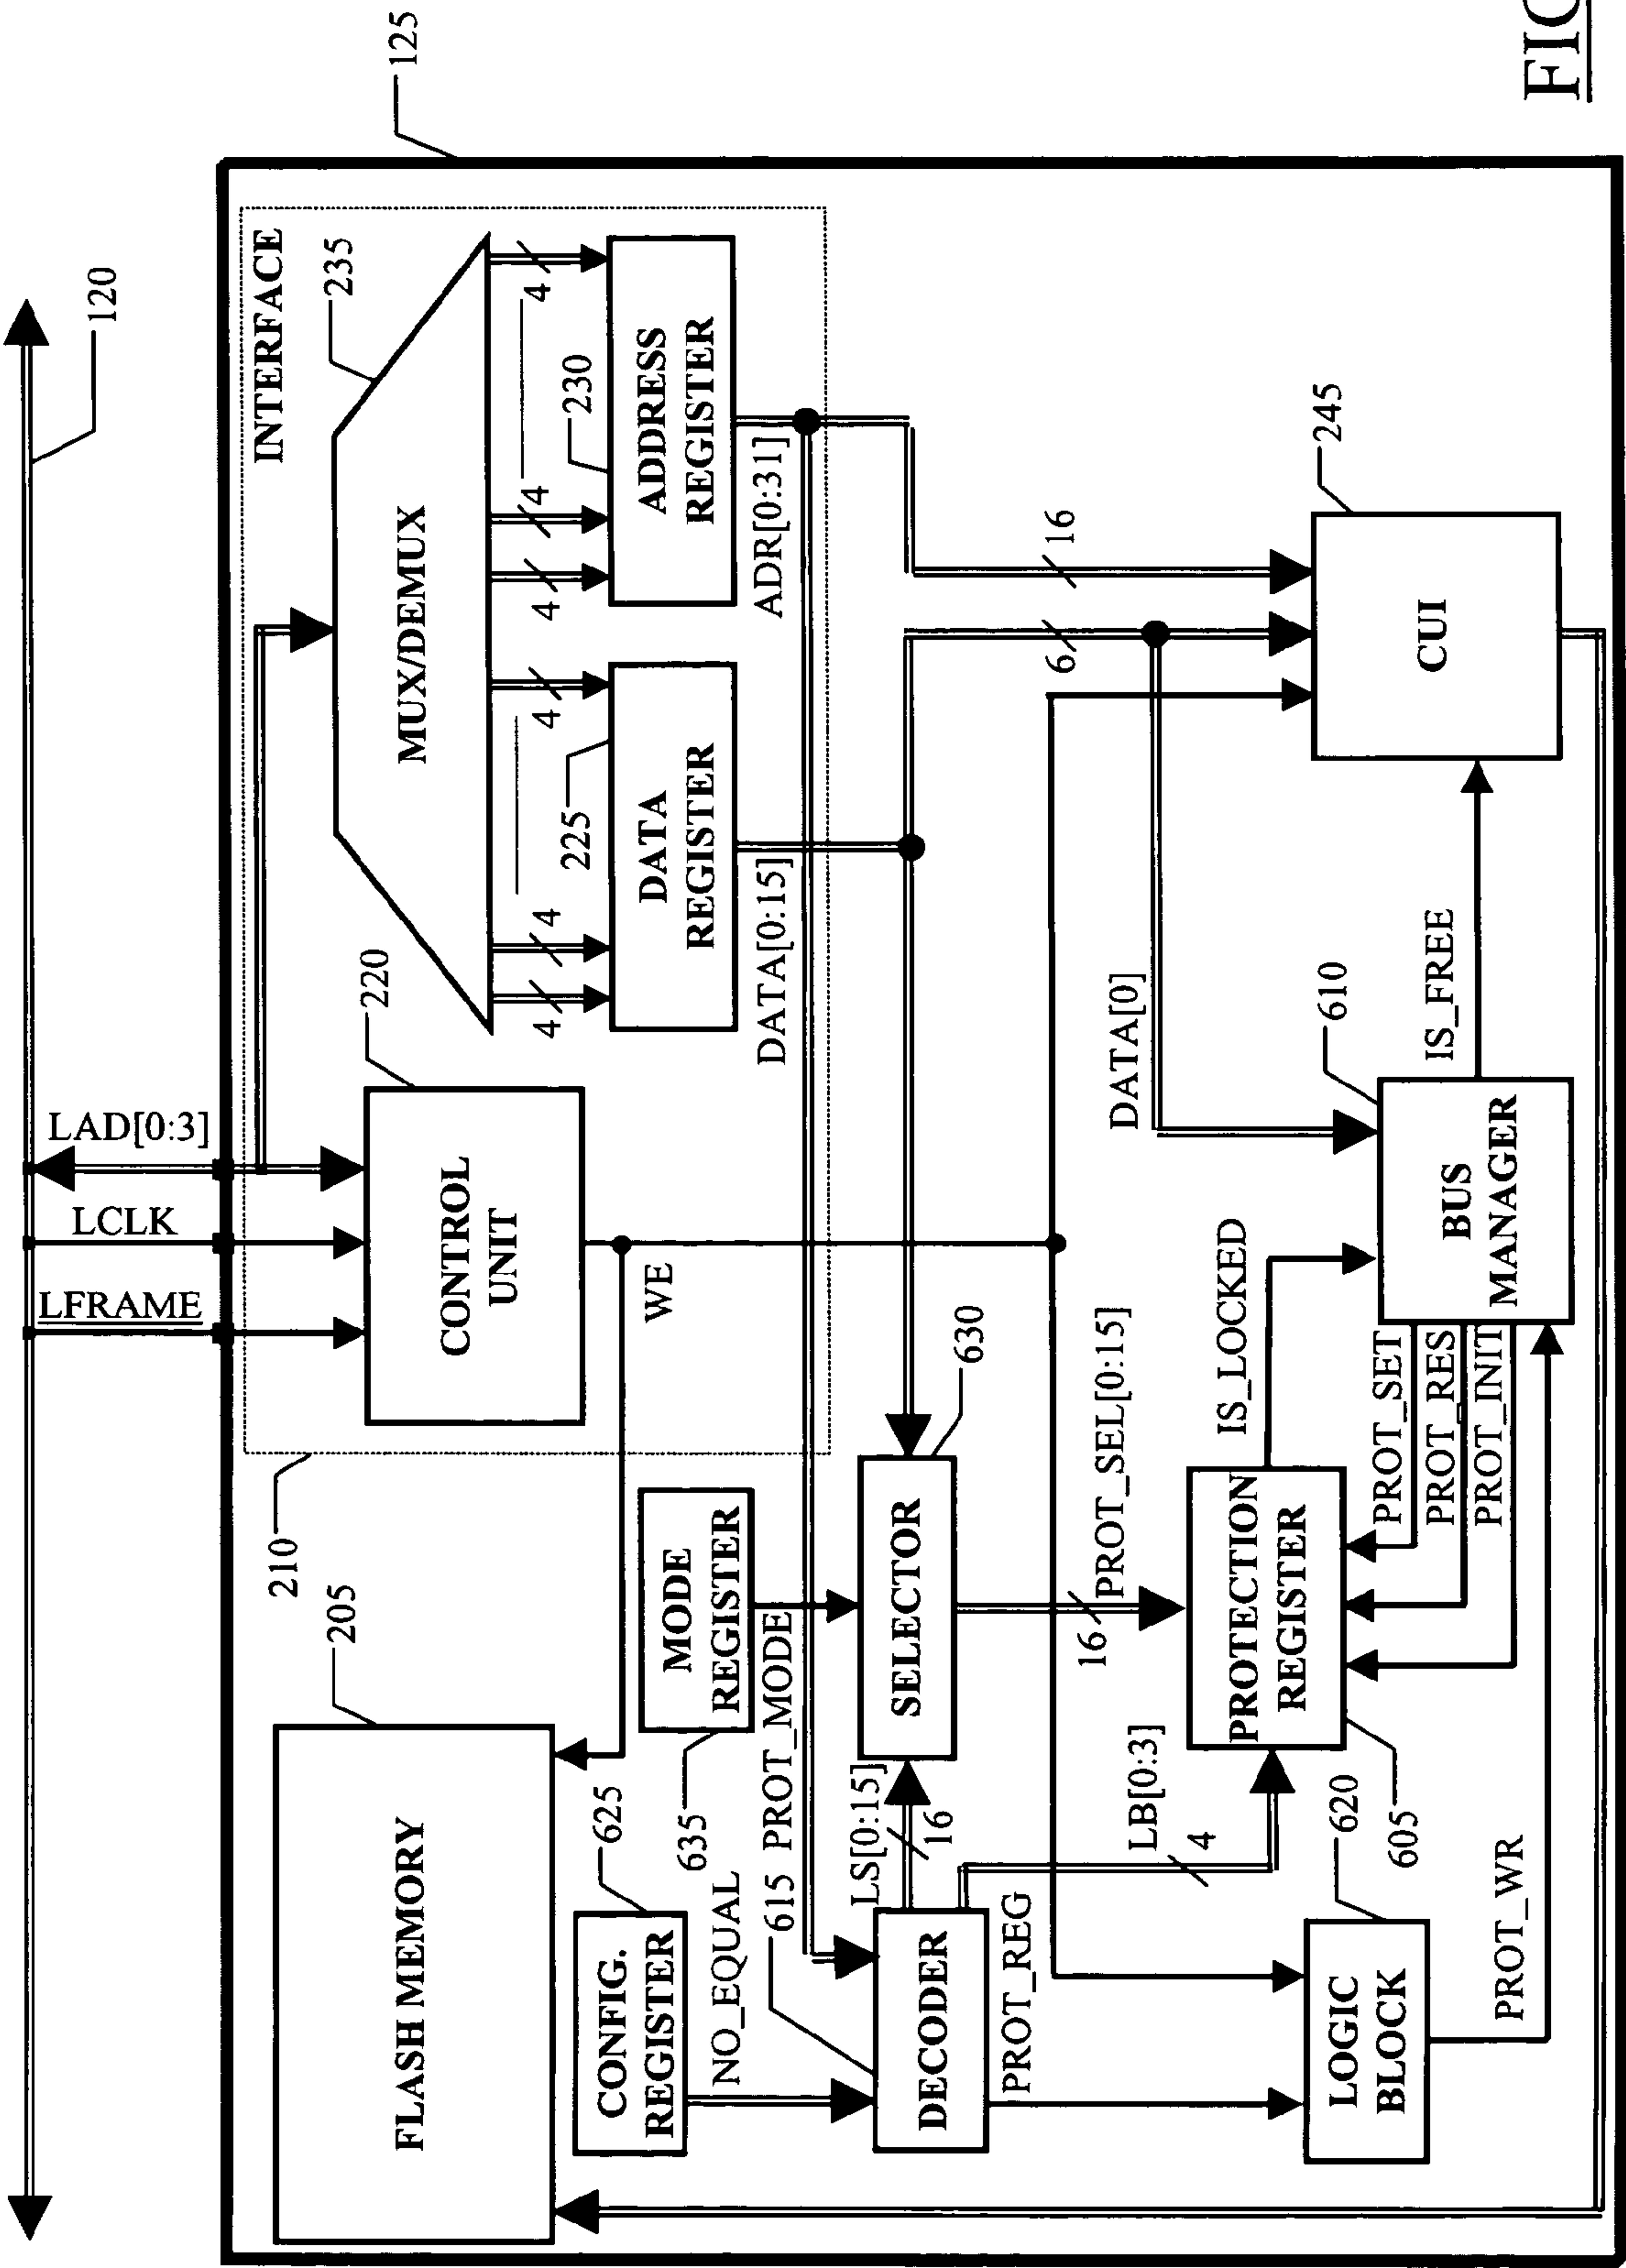 120
LAD[0:3]
LCLK
LFRAME
125
INTERFACE
235
MUX/DEMUX
220
CONTROL
UNIT
4
4
4
4
4
4
225
230
DATA
REGISTER
ADDRESS
REGISTER
DATA[0:15]
ADR[0:31]
WE
210
205
FLASH MEMORY
625
CONFIG.
REGISTER
NO_EQUAL
635
MODE
REGISTER
PROT_MODE
615
DECODER
LS[0:15]
16
630
SELECTOR
LB[0:3]
4
PROT_REG
16
PROT_SEL[0:15]
6
16
DATA[0]
620
LOGIC
BLOCK
PROT_WR
605
PROTECTION
REGISTER
IS_LOCKED
PROT_SET
PROT_RES
PROT_INIT
610
BUS
MANAGER
IS_FREE
245
CUI
FIG